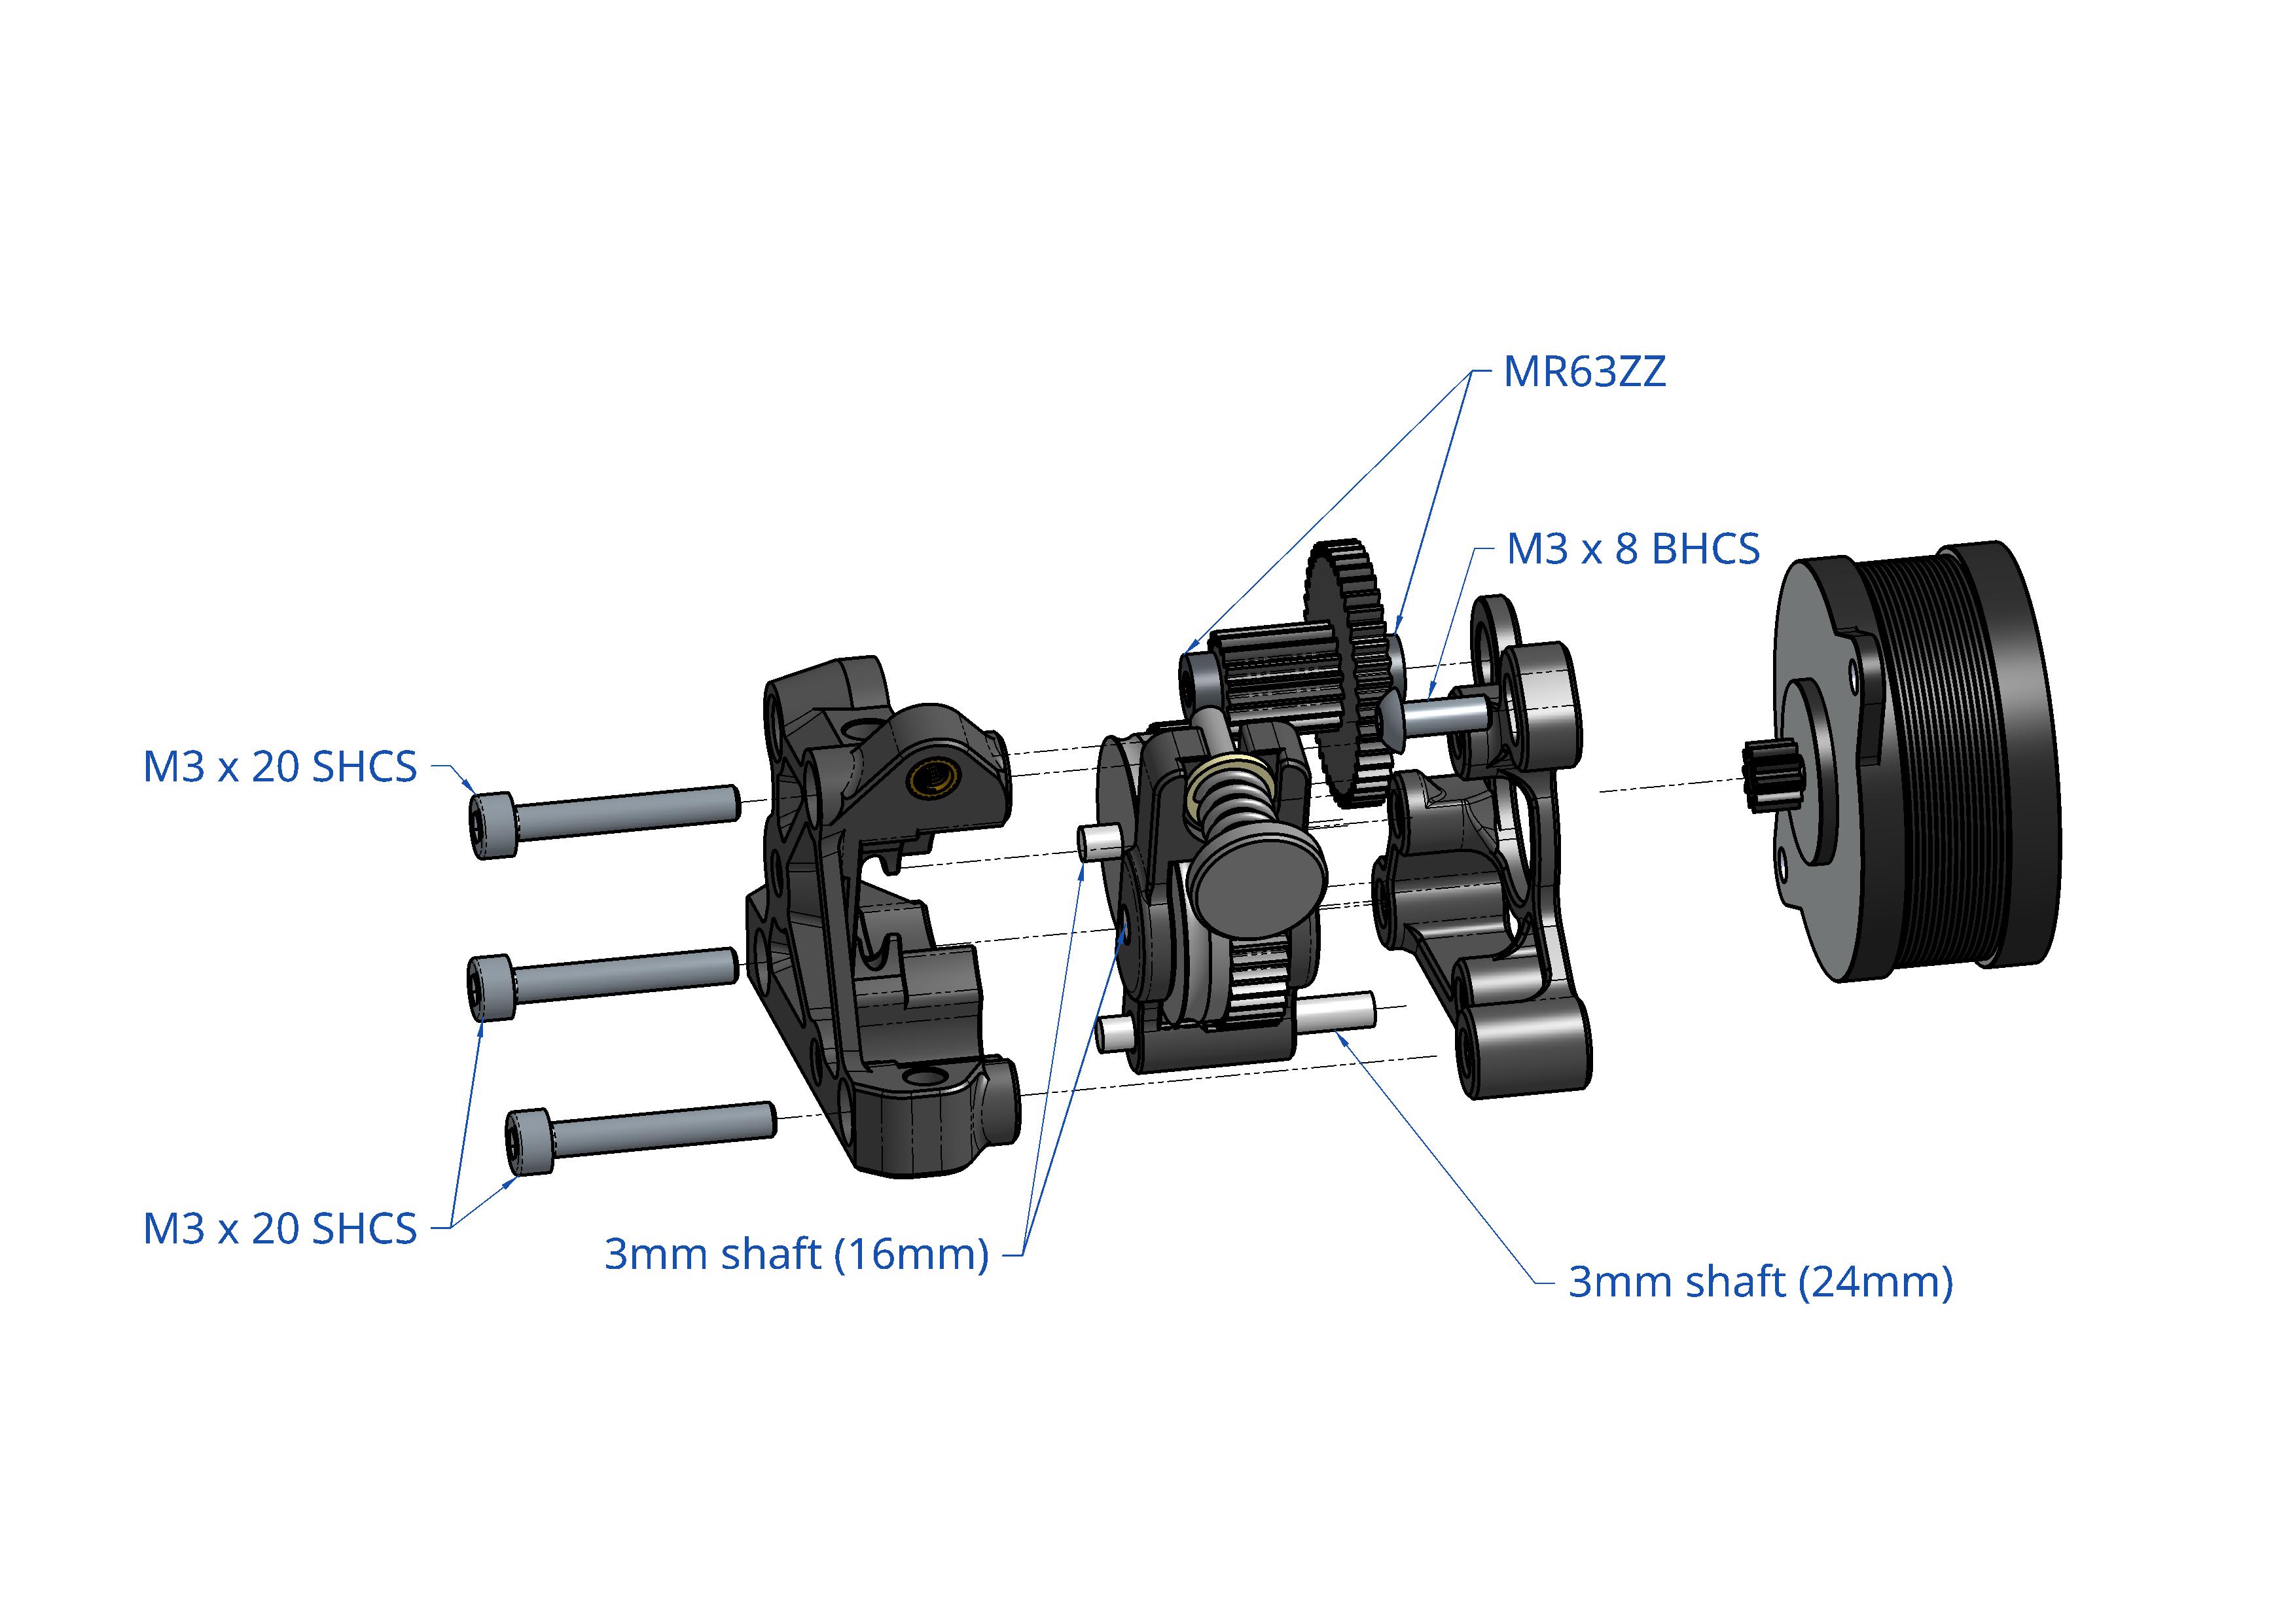 MR63ZZ
M3 x 8 BHCS
M3 x 20 SHCS
M3 x 20 SHCS
3mm shaft (16mm)
3mm shaft (24mm)